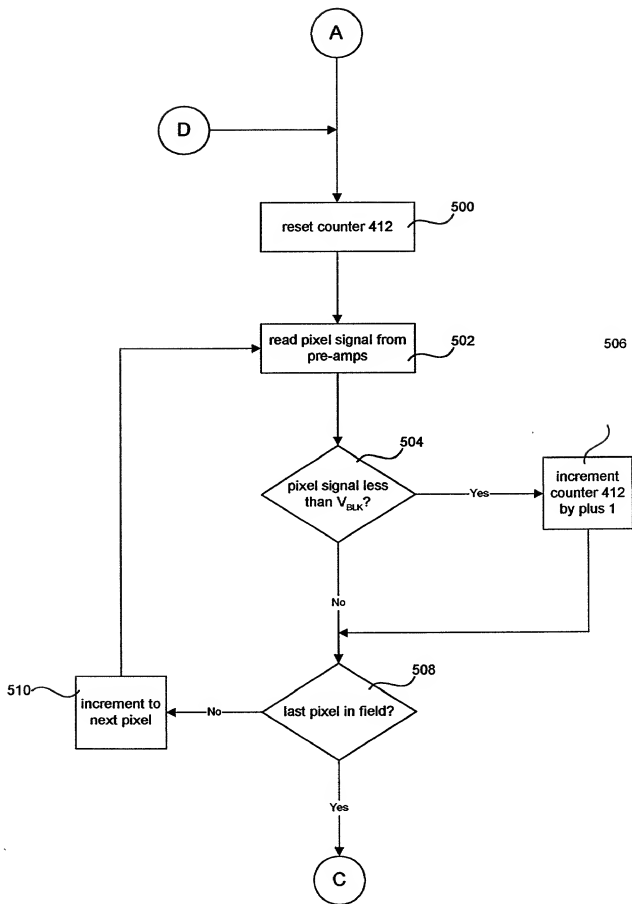 A
D
500
reset counter 412
read pixel signal from
pre-amps
502
506
504
pixel signal less
than V_BLK?
Yes
increment
counter 412
by plus 1
No
508
510
increment to
next pixel
No
last pixel in field?
Yes
C